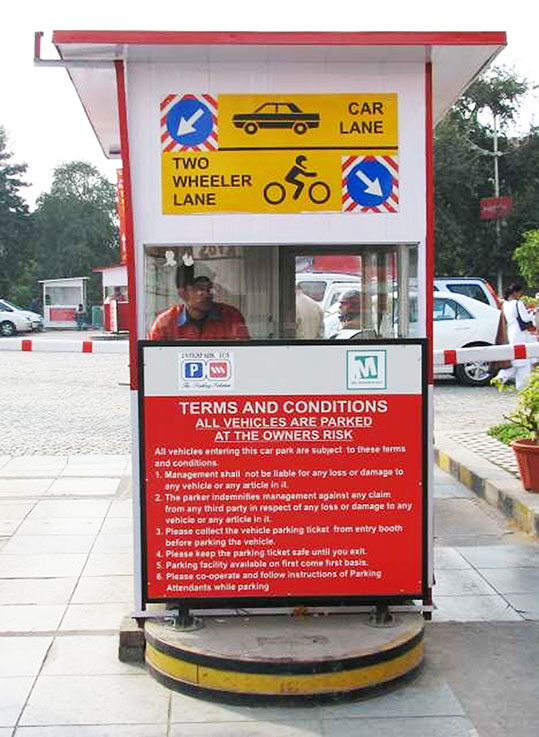 CAR
LANE
TWO
WHEELER
LANE
P
M
TERMS AND CONDITIONS
ALL VEHICLES ARE PARKED
AT THE OWNERS RISK
All vehicles entering this car park are subject to these terms
and conditions.
1. Management shall not be liable for any loss or damage to
any vehicle or any article in it.
2. The parker indemnifies management against any claim
from any third party in respect of any loss or damage to any
vehicle or any article in it.
3. Please collect the vehicle parking ticket from entry booth
before parking the vehicle.
4. Please keep the parking ticket safe until you exit.
5. Parking facility available on first come first basis.
6. Please co-operate and follow instructions of Parking
Attendants while parking